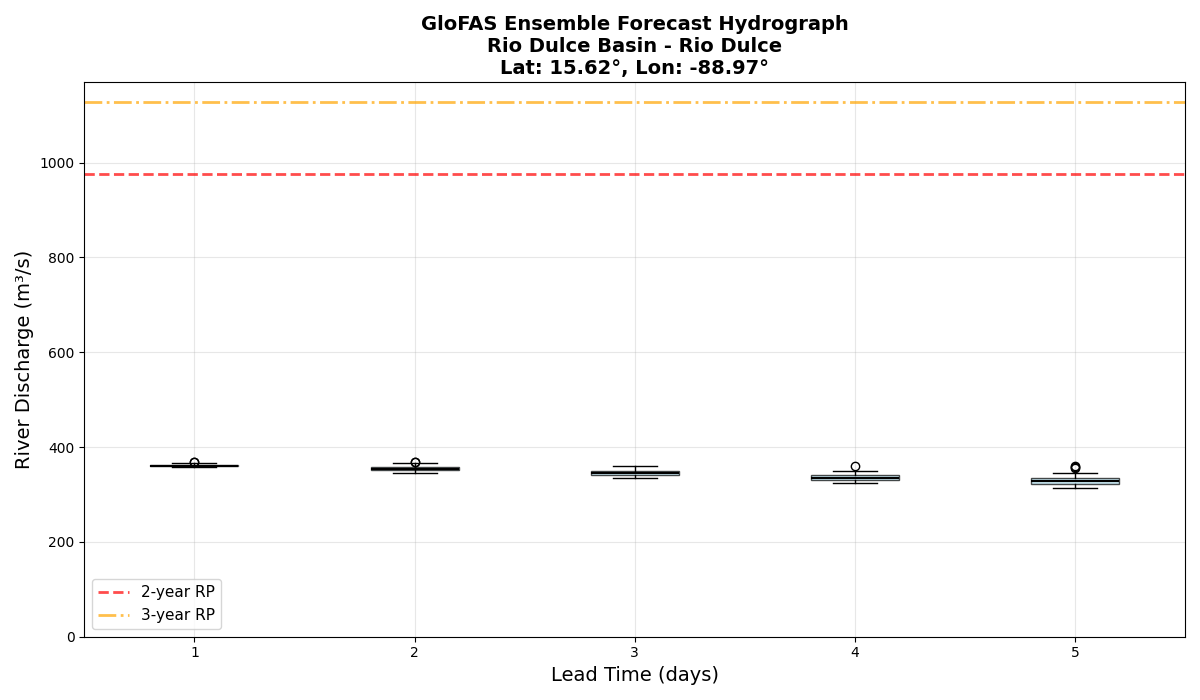 GloFAS Ensemble Forecast Hydrograph
Rio Dulce Basin - Rio Dulce
Lat: 15.62°, Lon: -88.97°
River Discharge (m³/s)
1000
800
600
400
200
0
2-year RP
3-year RP
1 2 3 4 5
Lead Time (days)